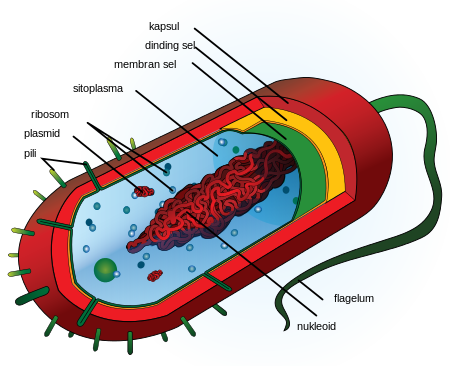 kapsul
dinding sel
membran sel
sitoplasma
ribosom
plasmid
pili
flagelum
nukleoid